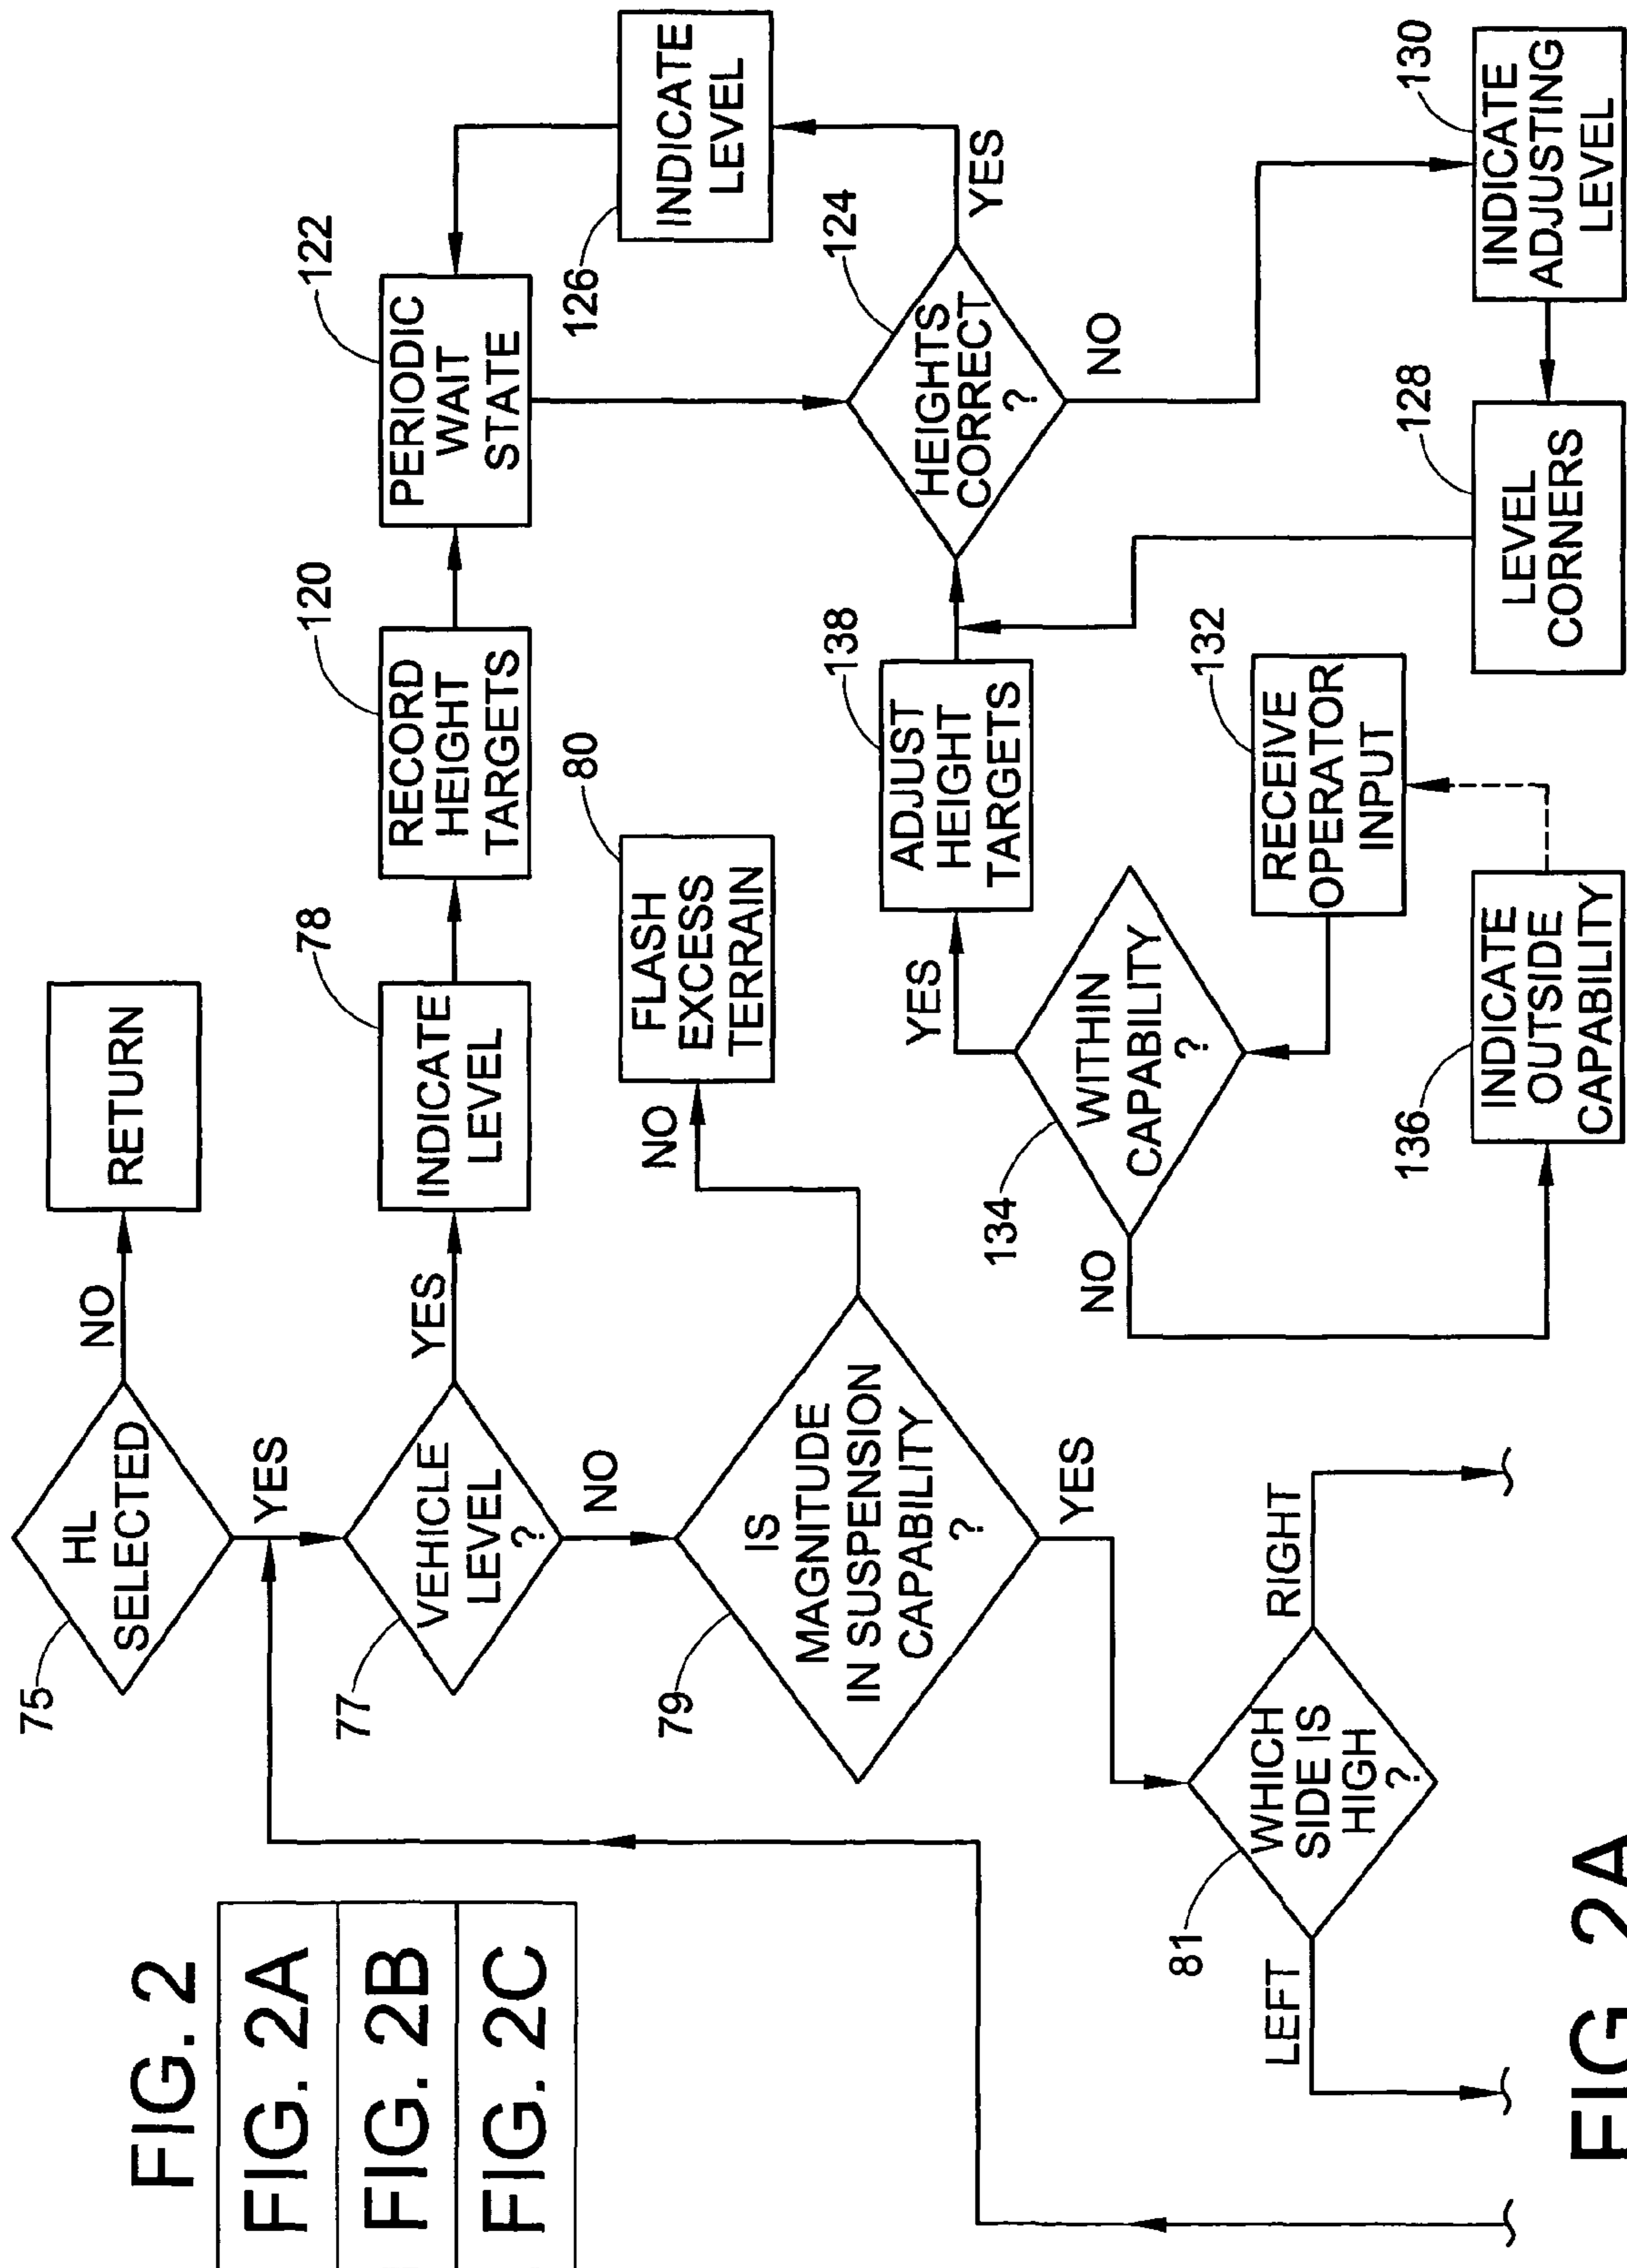 FIG. 2
FIG. 2A
FIG. 2B
FIG. 2C
75
HL
SELECTED
NO
RETURN
YES
77
VEHICLE
LEVEL
?
YES
78
INDICATE
LEVEL
120
RECORD
HEIGHT
TARGETS
122
PERIODIC
WAIT
STATE
126
INDICATE
LEVEL
NO
79
IS
MAGNITUDE
IN SUSPENSION
CAPABILITY
?
NO
80
FLASH
EXCESS
TERRAIN
YES
124
HEIGHTS
CORRECT
?
YES
NO
138
ADJUST
HEIGHT
TARGETS
YES
134
WITHIN
CAPABILITY
?
NO
132
RECEIVE
OPERATOR
INPUT
136
INDICATE
OUTSIDE
CAPABILITY
128
LEVEL
CORNERS
130
INDICATE
ADJUSTING
LEVEL
81
WHICH
SIDE IS
HIGH
?
LEFT
RIGHT
FIG. 2A